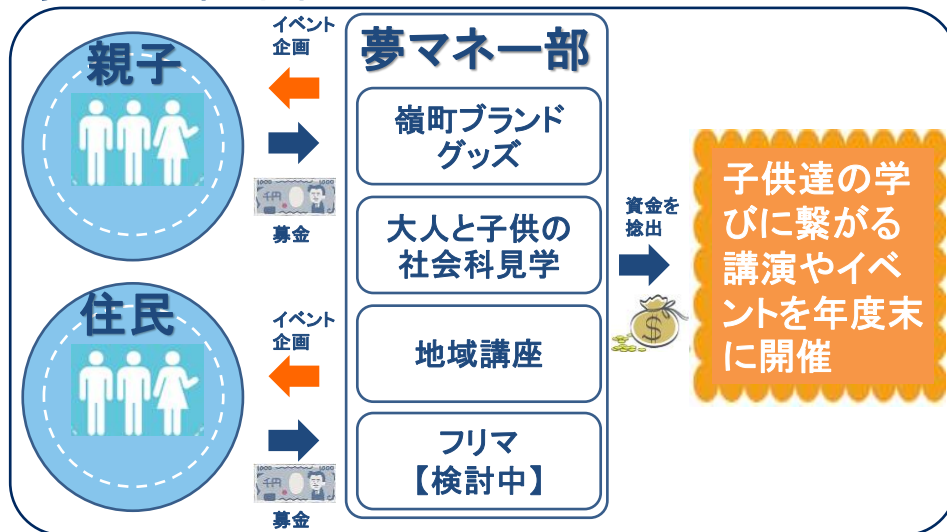 親子
イベント
企画
募金
住民
イベント
企画
募金
夢マネー部
嶺町ブランド
グッズ
大人と子供の
社会科見学
地域講座
フリマ
【検討中】
資金を
捻出
子供達の学
びに繋がる
講演やイベ
ントを年度末
に開催